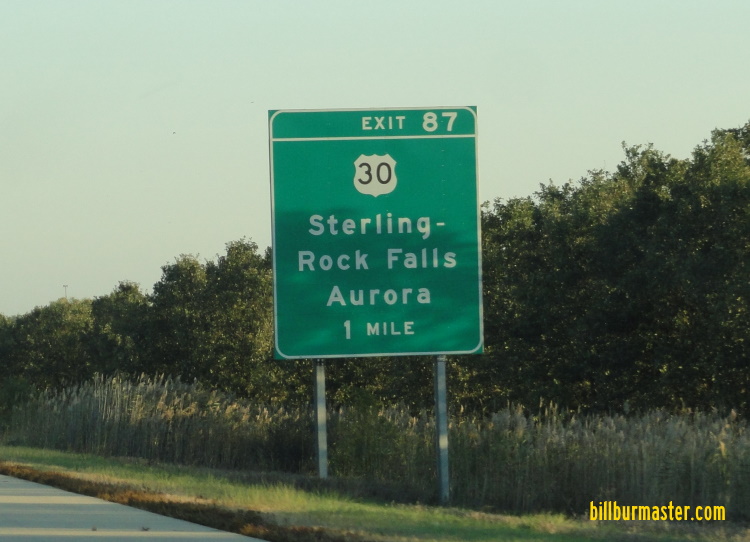 EXIT 87
30
Sterling-
Rock Falls
Aurora
1 MILE
billburmaster.com